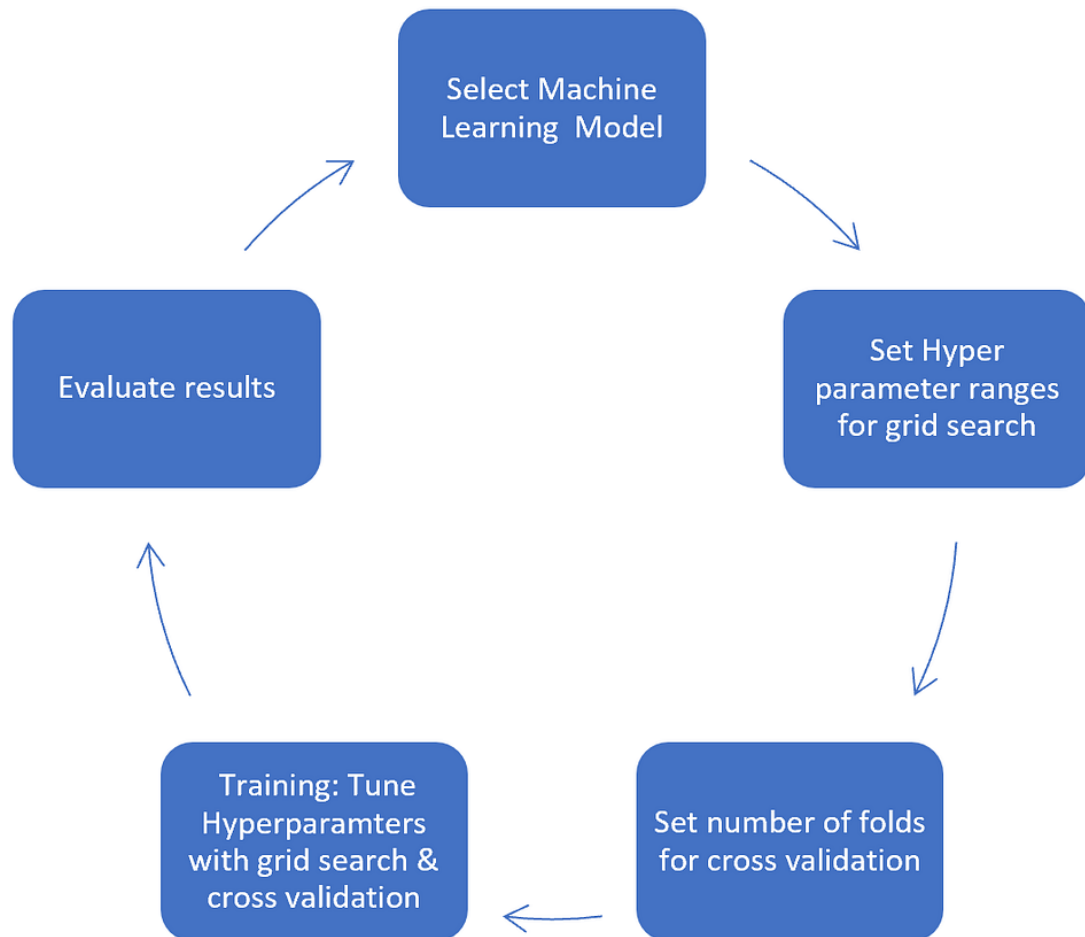 Select Machine
Learning  Model
Set Hyper
parameter ranges
for grid search
Set number of folds
for cross validation
Training: Tune
Hyperparamters
with grid search &
cross validation
Evaluate results